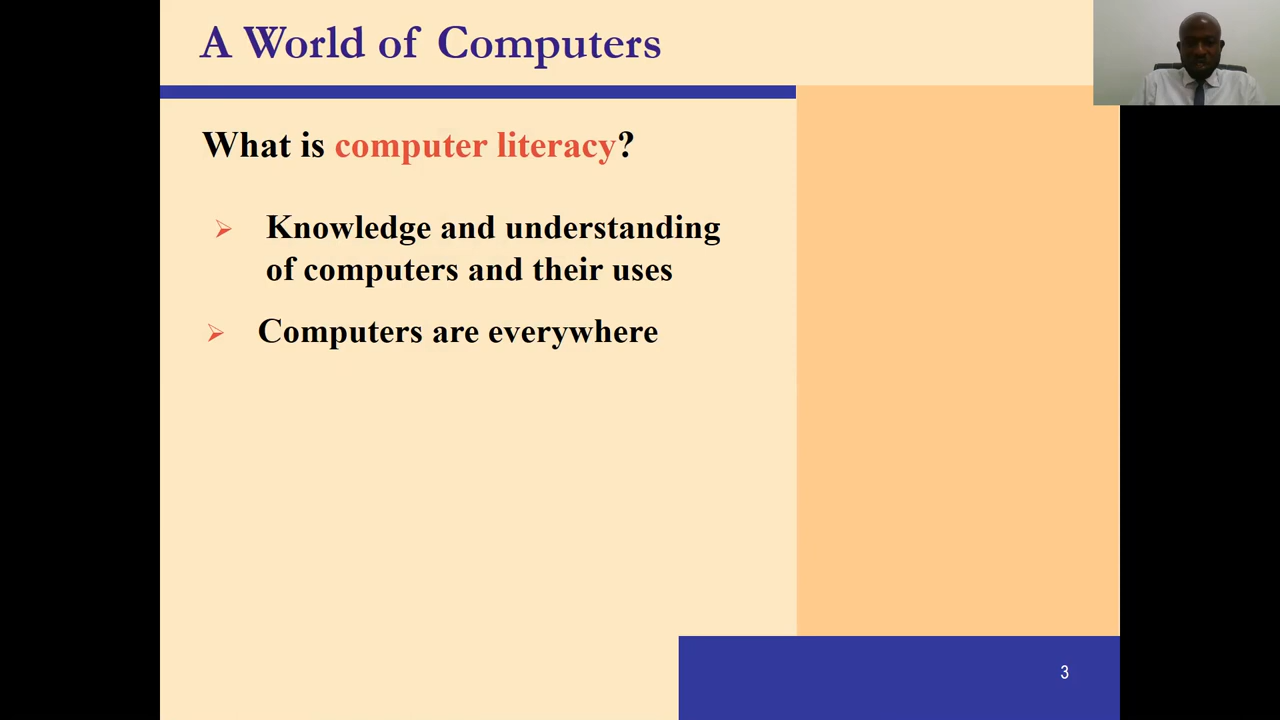 A World of Computers
What is computer literacy?
Knowledge and understanding
of computers and their uses
Computers are everywhere
3